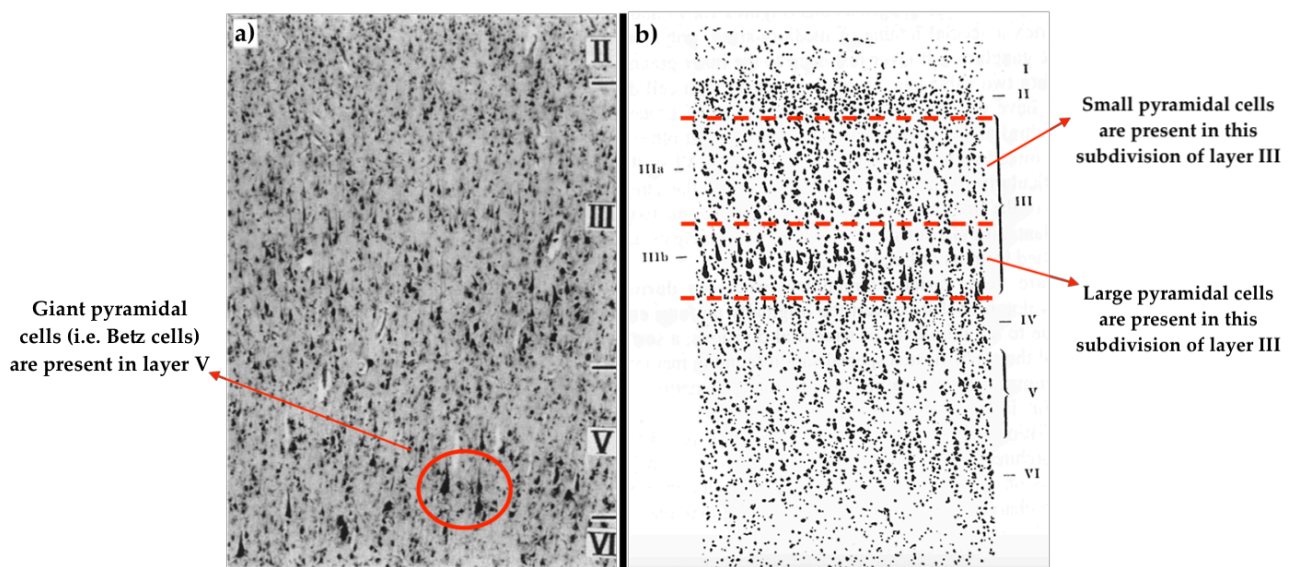 a)
II
III
V
VI
Giant pyramidal
cells (i.e. Betz cells)
are present in layer V
b)
I
II
IIIa
III
IIIb
IV
V
VI
Small pyramidal cells
are present in this
subdivision of layer III
Large pyramidal cells
are present in this
subdivision of layer III